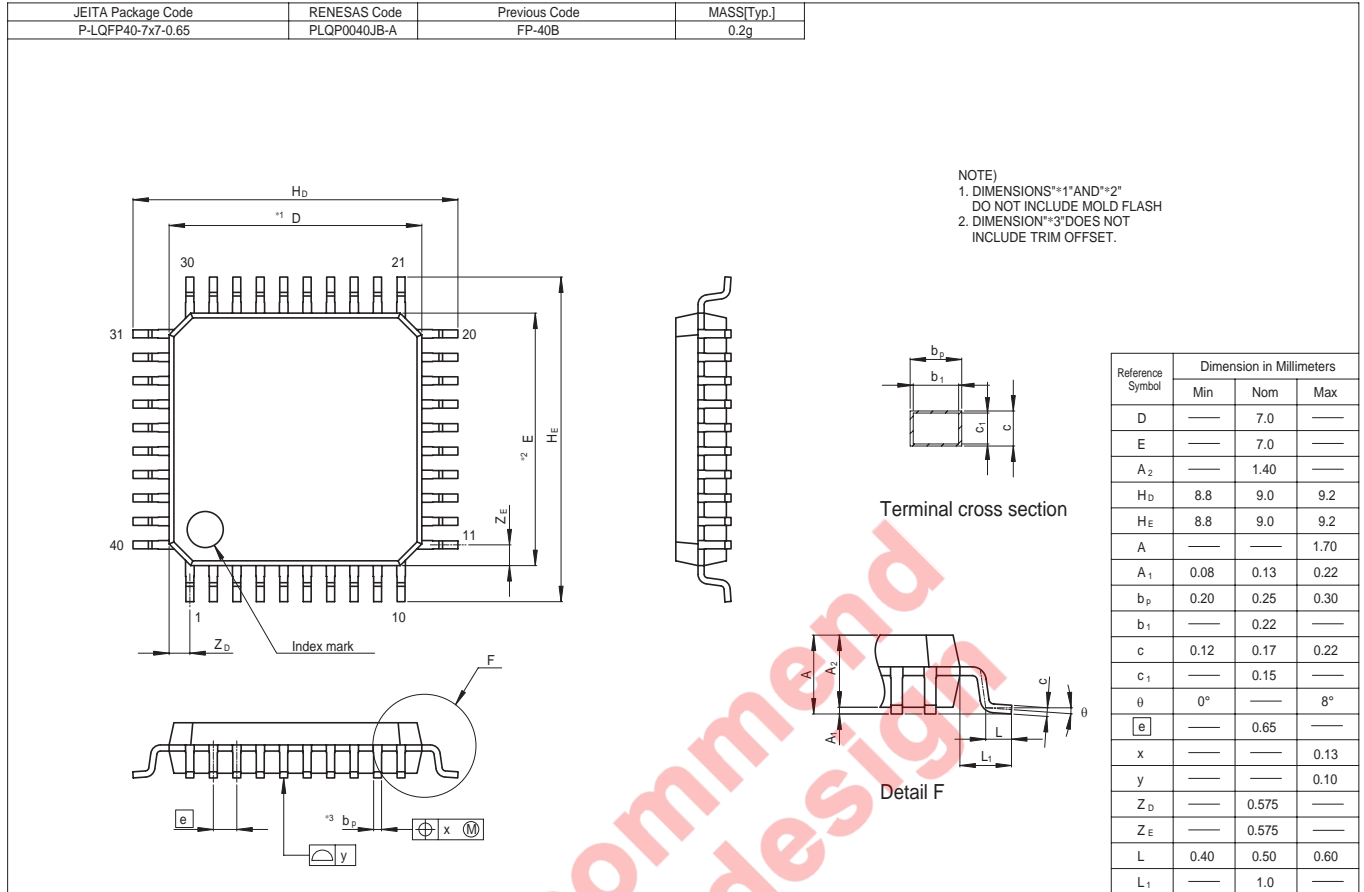 JEITA Package Code RENESAS Code Previous Code MASS[Typ.]
P-LQFP40-7x7-0.65 PLQP0040JB-A FP-40B 0.2g
NOTE)
1. DIMENSIONS"*1"AND"*2"
DO NOT INCLUDE MOLD FLASH
2. DIMENSION"*3"DOES NOT
INCLUDE TRIM OFFSET.
HD
*1 D
30 21
31 20
*2 E
HE
ZE
40 11
1 10
ZD
Index mark
F
e
*3 bp
x M
y
bp
b1
c1
c
Terminal cross section
A
A2
A1
L
L1
c
θ
Detail F
Reference Symbol Dimension in Millimeters
Min Nom Max
D — 7.0 —
E — 7.0 —
A2 — 1.40 —
HD 8.8 9.0 9.2
HE 8.8 9.0 9.2
A — — 1.70
A1 0.08 0.13 0.22
bp 0.20 0.25 0.30
b1 — 0.22 —
c 0.12 0.17 0.22
c1 — 0.15 —
θ 0° — 8°
e — 0.65 —
x — — 0.13
y — — 0.10
ZD — 0.575 —
ZE — 0.575 —
L 0.40 0.50 0.60
L1 — 1.0 —
ommend
design